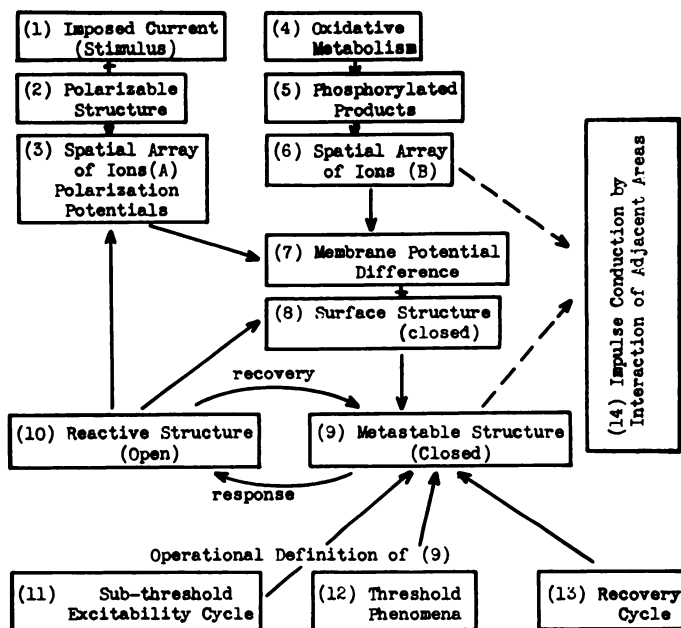 (1) Imposed Current
(Stimulus)
(4) Oxidative
Metabolism
(2) Polarizable
Structure
(5) Phosphorylated
Products
(3) Spatial Array
of Ions(A)
Polarization
Potentials
(6) Spatial Array
of Ions (B)
(7) Membrane Potential
Difference
(8) Surface Structure
(closed)
(14) Impulse Conduction by
Interaction of Adjacent Areas
recovery
(10) Reactive Structure
(Open)
(9) Metastable Structure
(Closed)
response
Operational Definition of (9)
(11) Sub-threshold
Excitability Cycle
(12) Threshold
Phenomena
(13) Recovery
Cycle